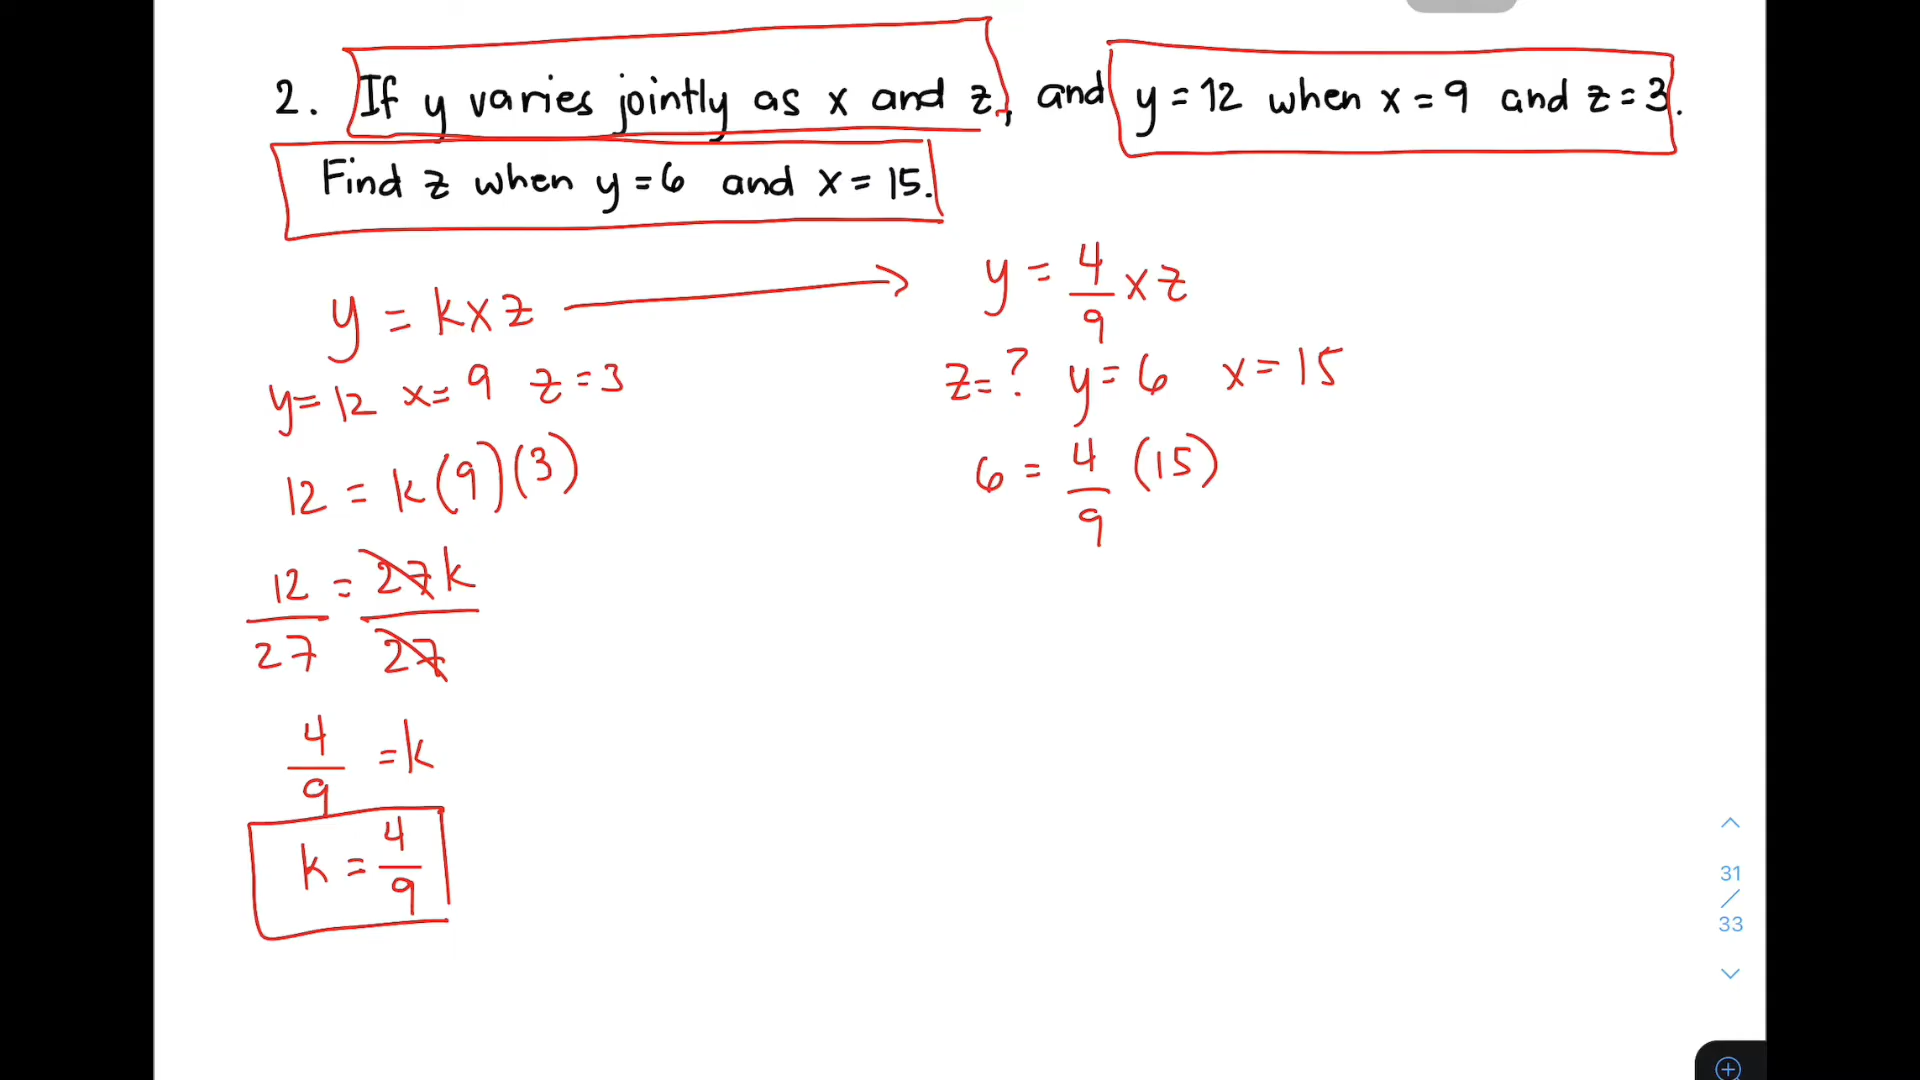 2. If y varies jointly as x and z, and y = 12 when x = 9 and z = 3.
Find z when y = 6 and x = 15.
y = kxz
y = 12 x = 9 z = 3
12 = k(9)(3)
12/27 = 27k/27
4/9 = k
k = 4/9
y = 4/9 xz
z = ? y = 6 x = 15
6 = 4/9 (15)
31
/
33